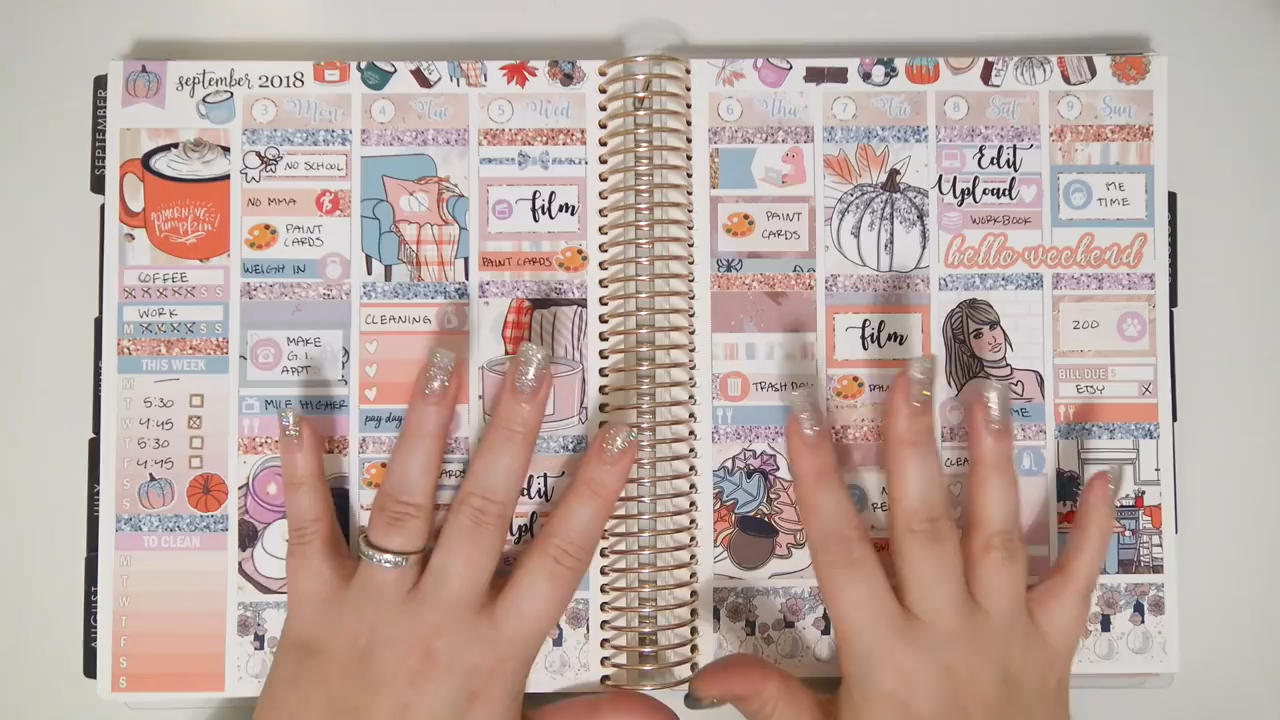 SEPTEMBER
september 2018
MORNING,
Pumpkin!
COFFEE
X X X X X S S
WORK
M X X X X S S
THIS WEEK
M
T 5:30
W 4:45
T 5:30
F 4:45
S
S
TO CLEAN
M
T
W
T
F
S
S
AUGUST
JULY
3 Mon
NO SCHOOL
NO MMA
PAINT
CARDS
WEIGH IN
MAKE
G.I.
APPT
MILE HIGHER
4 Tue
CLEANING
pay day
CARDS
5 Wed
film
PAINT CARDS
Edit
6 Thu
PAINT
CARDS
TRASH DAY
7 Fri
film
8 Sat
Edit
Upload
WORKBOOK
hello weekend
9 Sun
ME
TIME
200
BILL DUE $
ETSY X